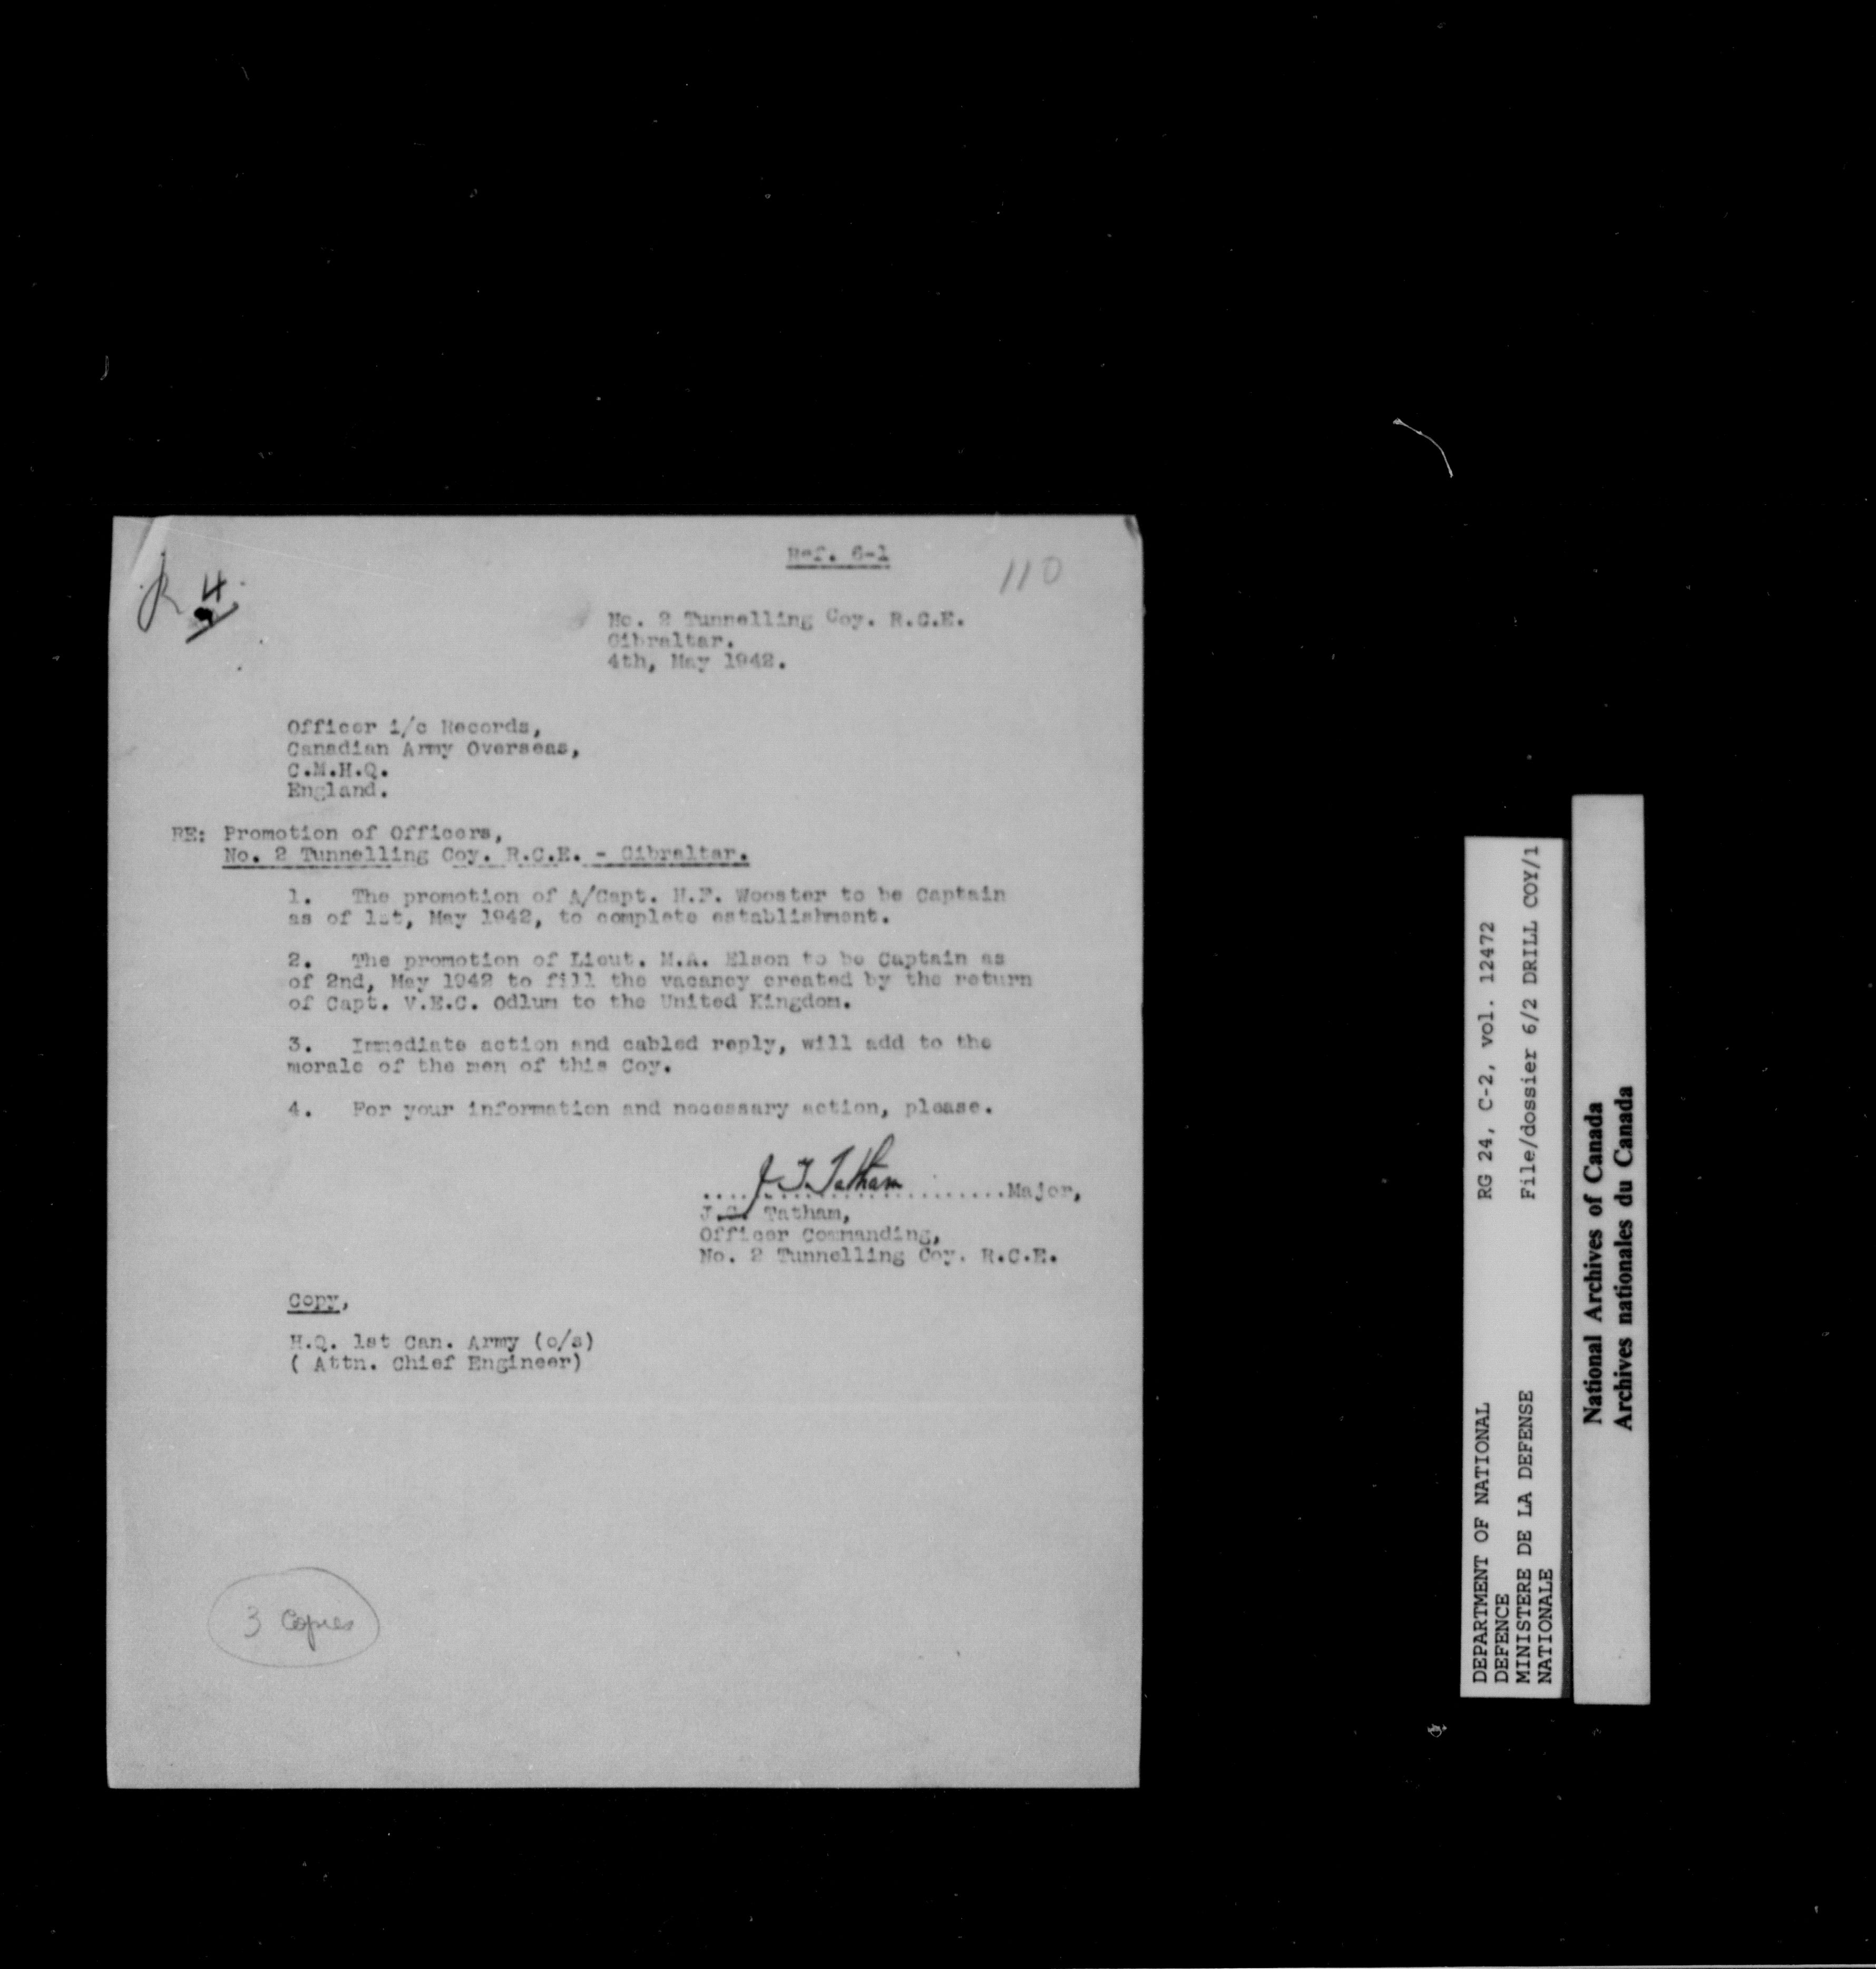 Ref. 6-1
110
R 4
No. 2 Tunnelling Coy. R.C.E.
Gibraltar.
4th, May 1942.
Officer i/c Records,
Canadian Army Overseas,
C.M.H.Q.
England.
RE: Promotion of Officers,
No. 2 Tunnelling Coy. R.C.E. - Gibraltar.
1. The promotion of A/Capt. H.F. Wooster to be Captain
as of 1st, May 1942, to complete establishment.
2. The promotion of Lieut. M.A. Elson to be Captain as
of 2nd, May 1942 to fill the vacancy created by the return
of Capt. V.E.C. Odlum to the United Kingdom.
3. Immediate action and cabled reply, will add to the
morale of the men of this Coy.
4. For your information and necessary action, please.
J. T. Tatham
Major,
Tatham,
Officer Commanding,
No. 2 Tunnelling Coy. R.C.E.
Copy,
H.Q. 1st Can. Army (o/s)
( Attn. Chief Engineer)
3 Copies
DEPARTMENT OF NATIONAL RG 24, C-2, vol. 12472
DEFENCE
MINISTERE DE LA DEFENSE File/dossier 6/2 DRILL COY/1
NATIONALE
National Archives of Canada
Archives nationales du Canada